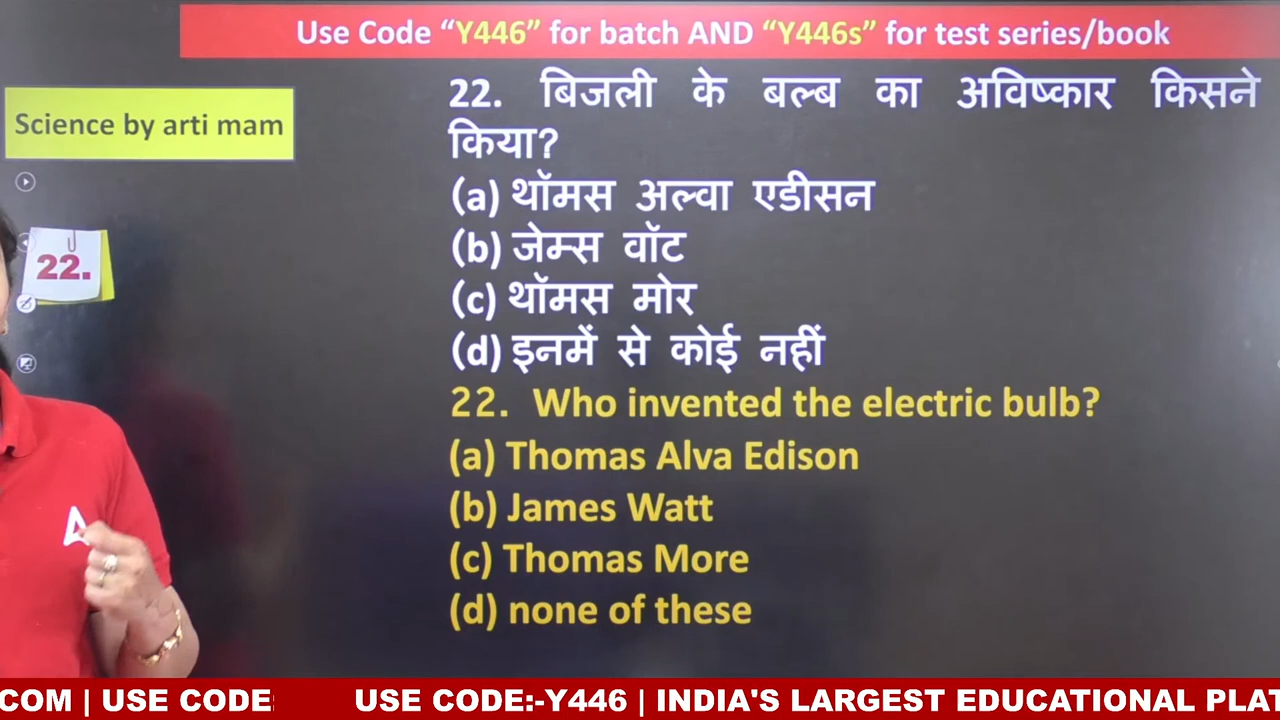 Use Code “Y446” for batch AND “Y446s” for test series/book
Science by arti mam
22.
22. बिजली के बल्ब का अविष्कार किसने
किया?
(a) थॉमस अल्वा एडीसन
(b) जेम्स वॉट
(c) थॉमस मोर
(d) इनमें से कोई नहीं
22. Who invented the electric bulb?
(a) Thomas Alva Edison
(b) James Watt
(c) Thomas More
(d) none of these
COM | USE CODE: USE CODE:-Y446 | INDIA'S LARGEST EDUCATIONAL PLAT